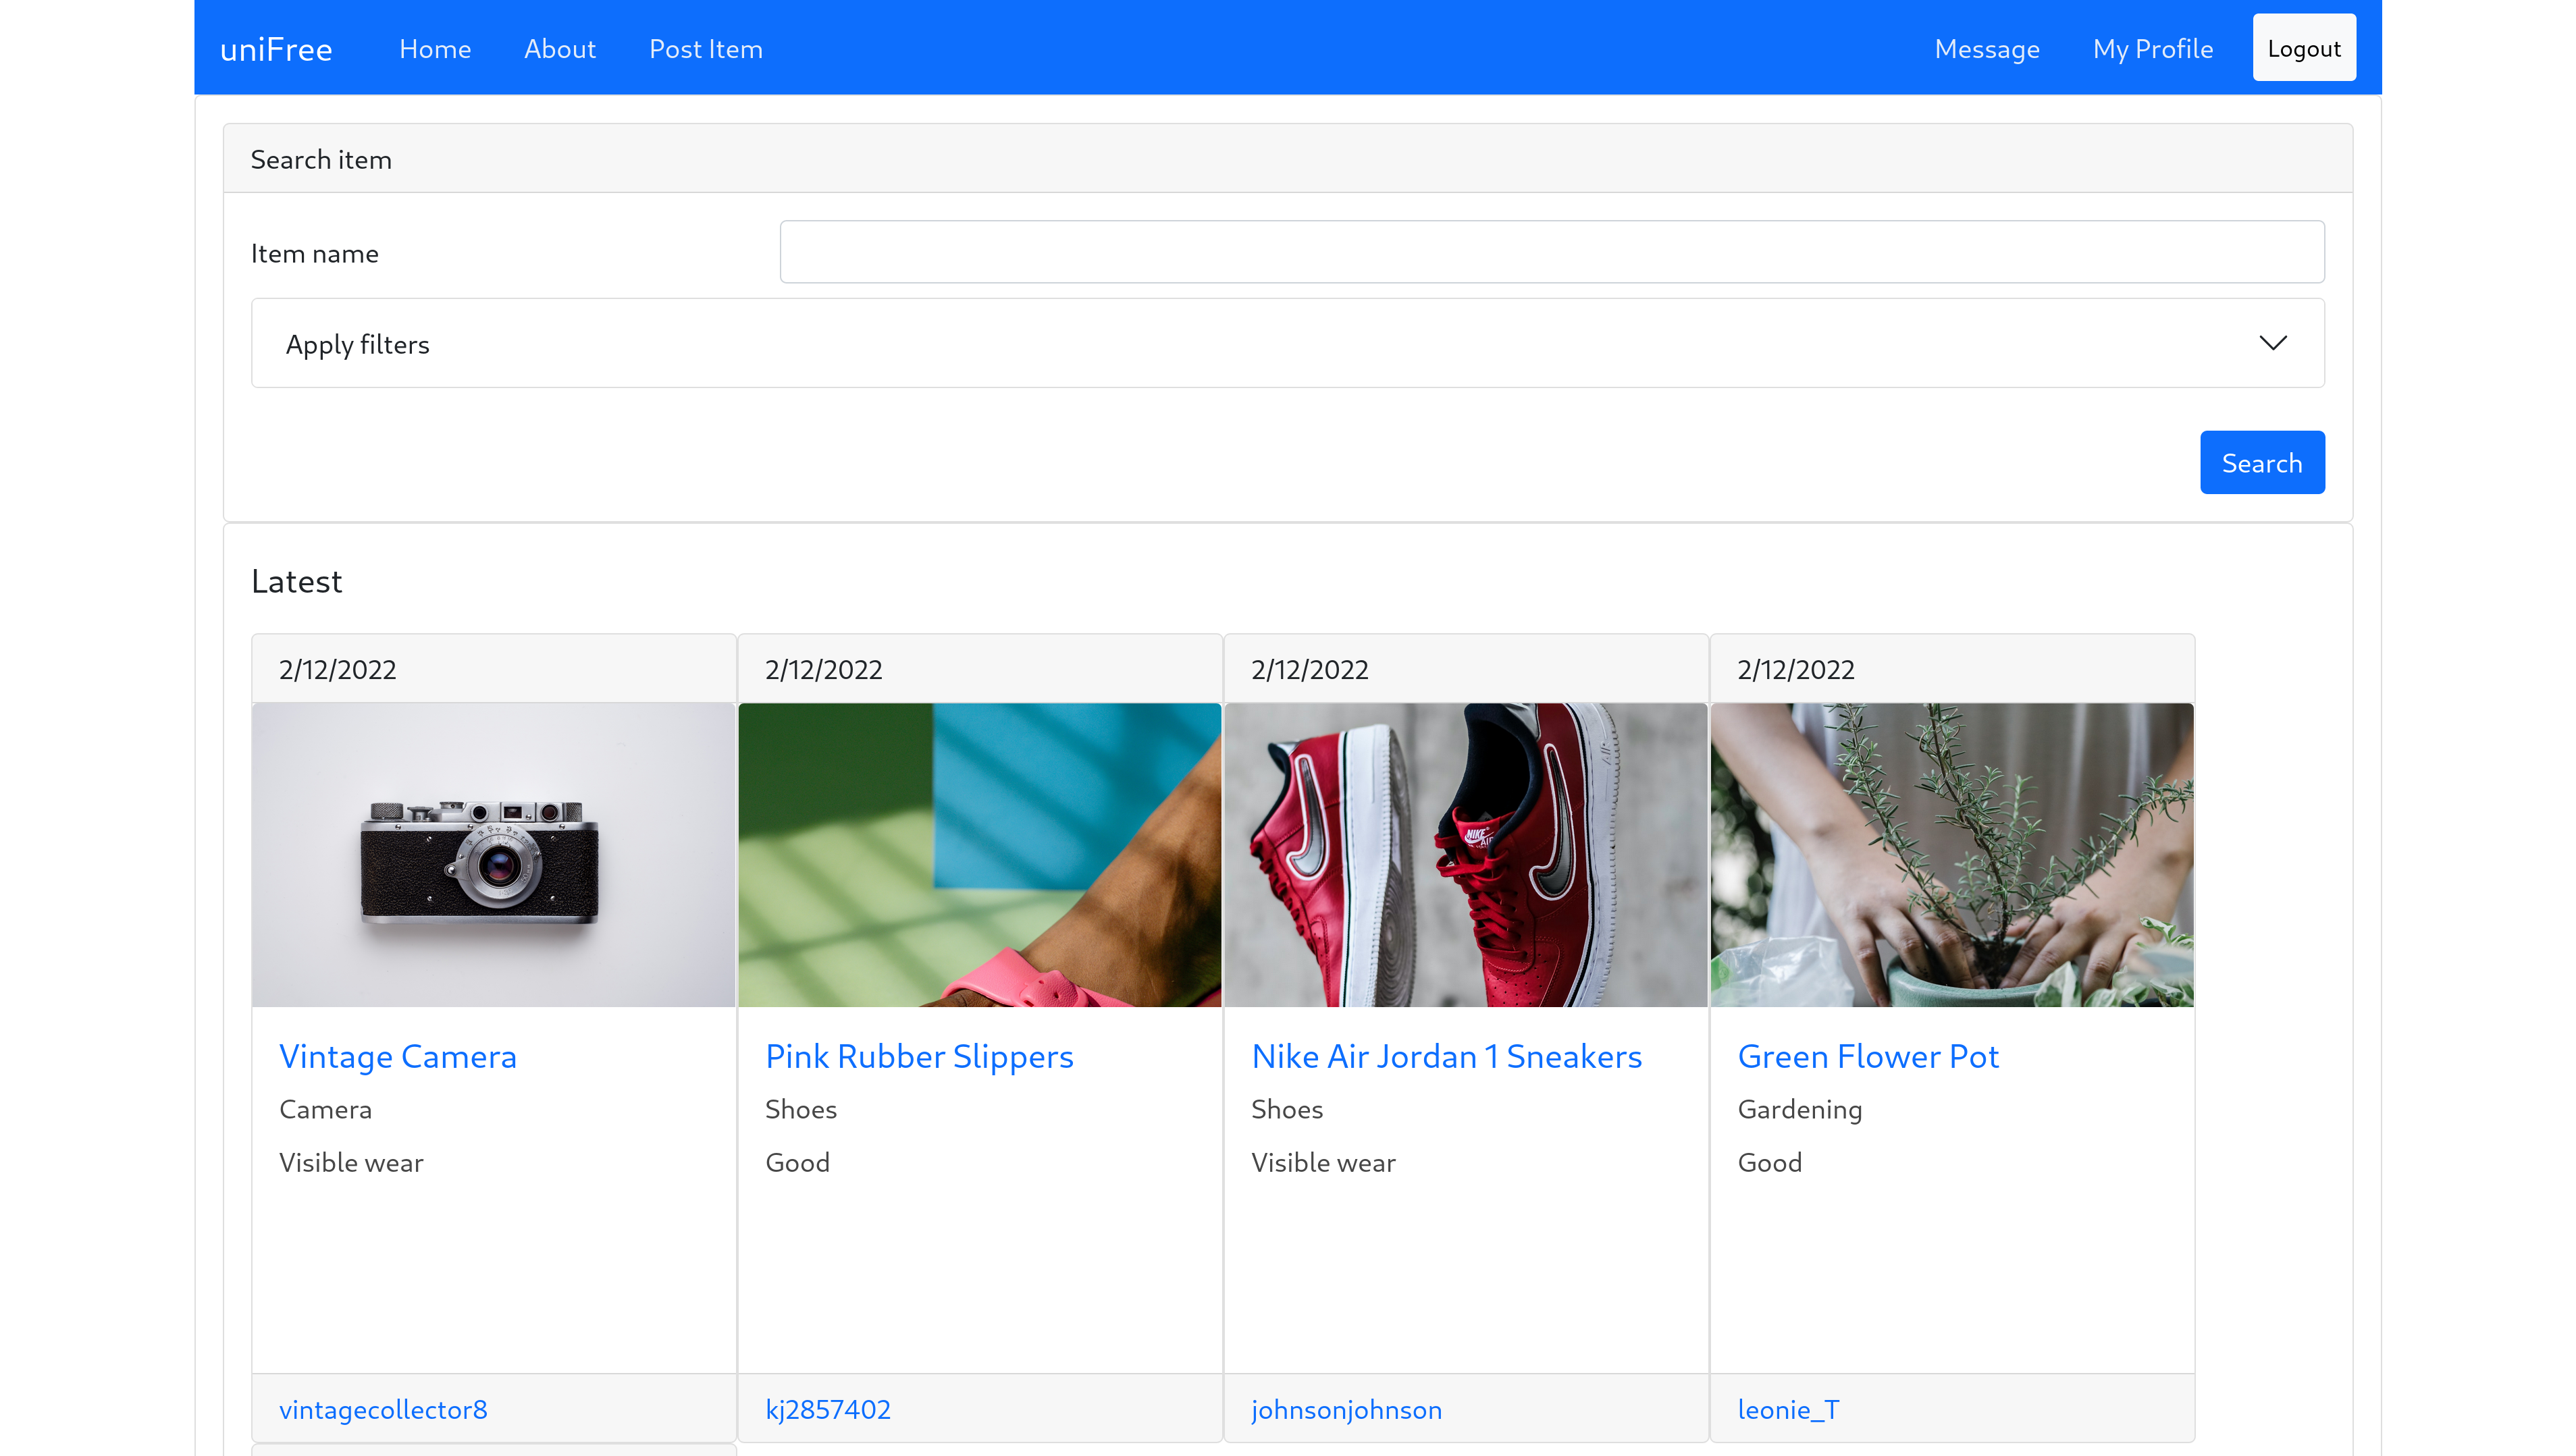 uniFree Home About Post Item Message My Profile Logout
Search item
Item name
Apply filters
Search
Latest
2/12/2022 2/12/2022 2/12/2022 2/12/2022
NIKE
AIR
Vintage Camera Pink Rubber Slippers Nike Air Jordan 1 Sneakers Green Flower Pot
Camera Shoes Shoes Gardening
Visible wear Good Visible wear Good
vintagecollector8 kj2857402 johnsonjohnson leonie_T